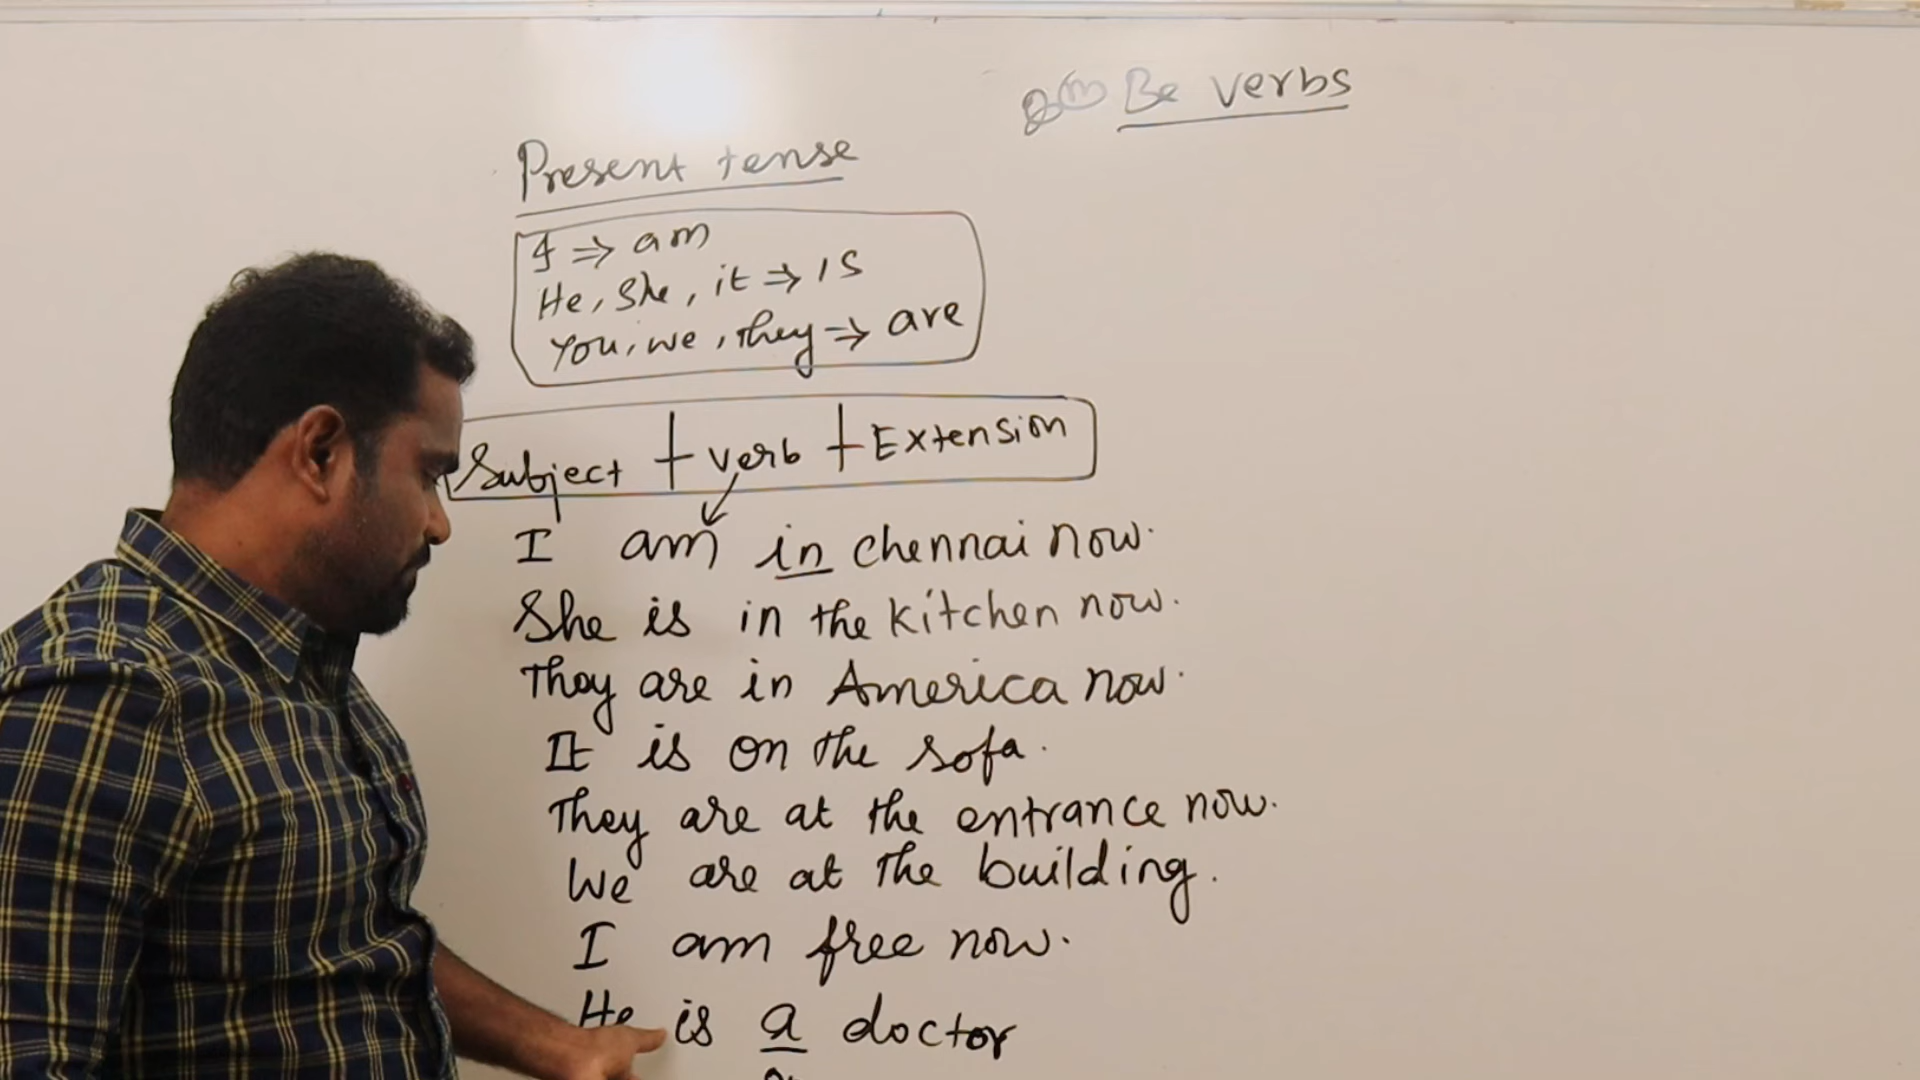 Be verbs
Present tense
I ⇒ am
He, She, it ⇒ is
You, we, they ⇒ are
Subject + verb + Extension
I am in chennai now.
She is in the kitchen now.
They are in America now.
It is on the sofa.
They are at the entrance now.
We are at the building.
I am free now.
He is a doctor